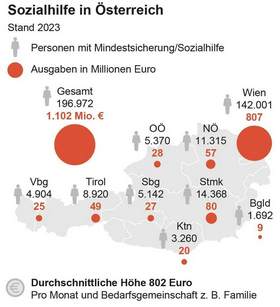 Sozialhilfe in Österreich
Stand 2023
Personen mit Mindestsicherung/Sozialhilfe
Ausgaben in Millionen Euro
Gesamt
196.972
1.102 Mio. €
Wien
142.001
807
OÖ
5.370
28
NÖ
11.315
57
Vbg
4.904
25
Tirol
8.920
49
Sbg
5.142
27
Stmk
14.368
80
Bgld
1.692
9
Ktn
3.260
20
Durchschnittliche Höhe 802 Euro
Pro Monat und Bedarfsgemeinschaft z. B. Familie